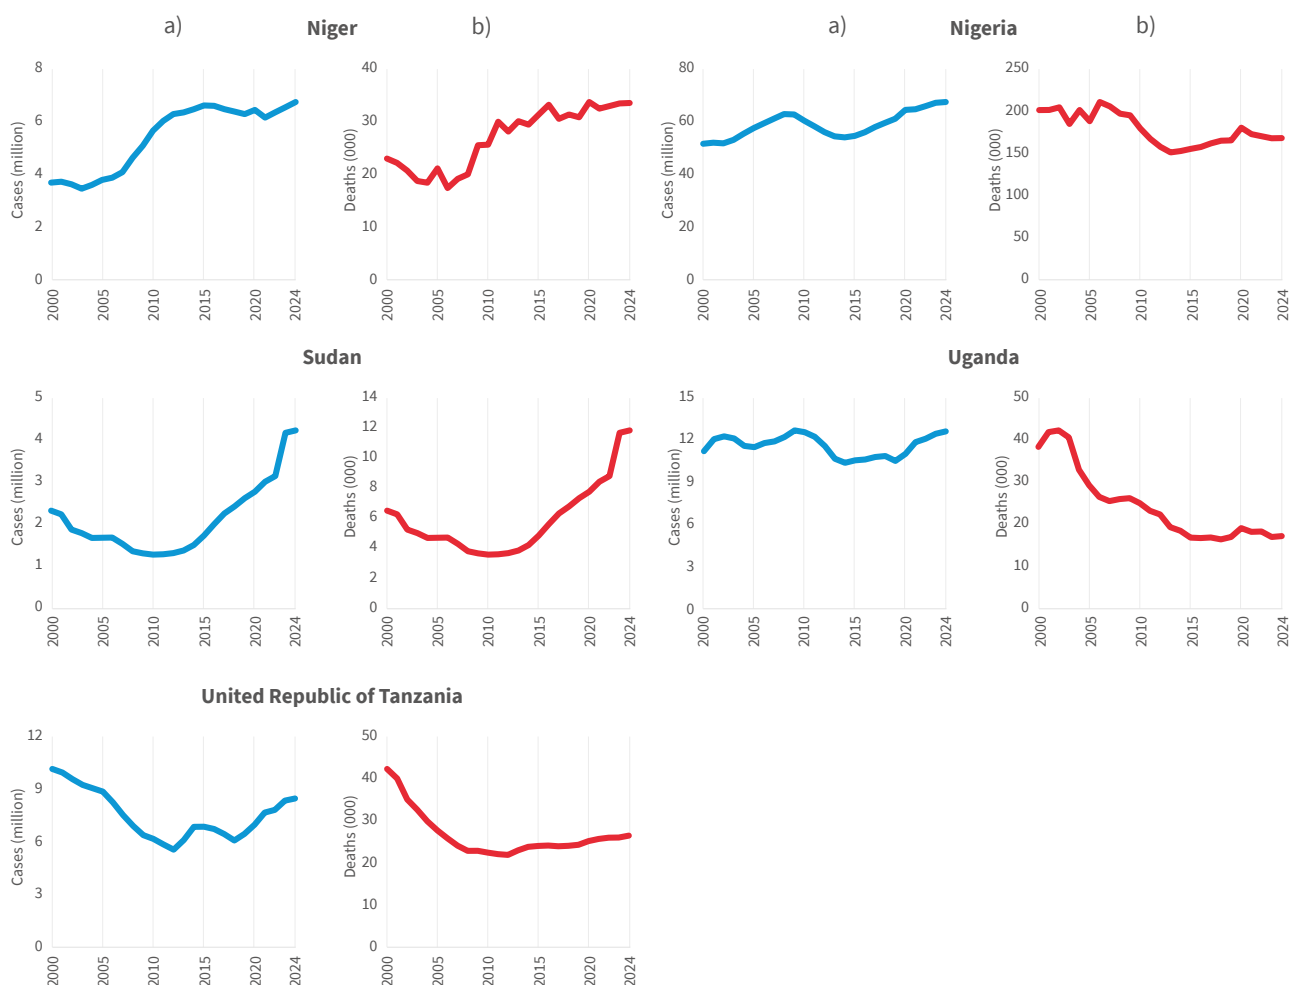 a) Niger b)
8
6
4
2
0
Cases (million)
2000 2005 2010 2015 2020 2024
40
30
20
10
0
Deaths (000)
2000 2005 2010 2015 2020 2024
a) Nigeria b)
80
60
40
20
0
Cases (million)
2000 2005 2010 2015 2020 2024
250
200
150
100
50
0
Deaths (000)
2000 2005 2010 2015 2020 2024
Sudan
5
4
3
2
1
0
Cases (million)
2000 2005 2010 2015 2020 2024
14
12
10
8
6
4
2
0
Deaths (000)
2000 2005 2010 2015 2020 2024
Uganda
15
12
9
6
3
0
Cases (million)
2000 2005 2010 2015 2020 2024
50
40
30
20
10
0
Deaths (000)
2000 2005 2010 2015 2020 2024
United Republic of Tanzania
12
9
6
3
0
Cases (million)
2000 2005 2010 2015 2020 2024
50
40
30
20
10
0
Deaths (000)
2000 2005 2010 2015 2020 2024